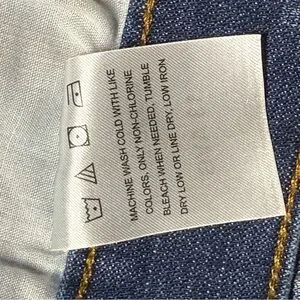 MACHINE WASH COLD WITH LIKE
COLORS, ONLY NON-CHLORINE
BLEACH WHEN NEEDED, TUMBLE
DRY LOW OR LINE DRY, LOW IRON